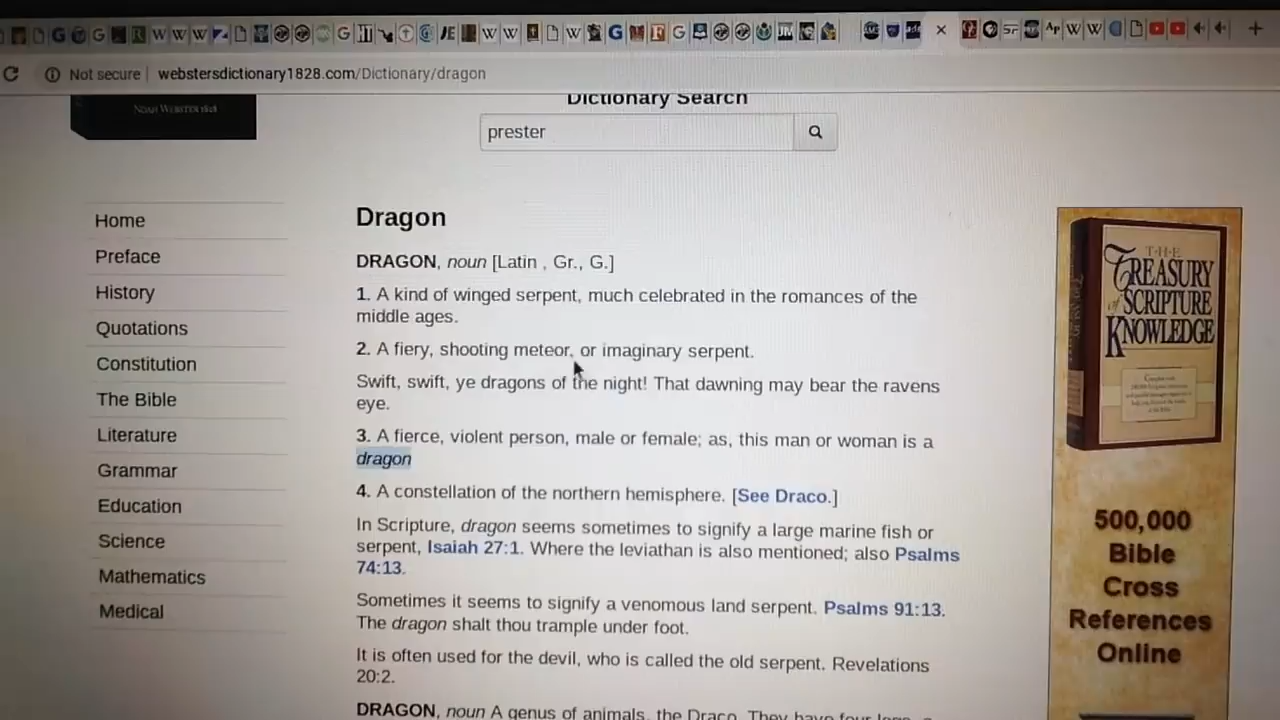 Not secure | webstersdictionary1828.com/Dictionary/dragon
NOAH WEBSTER 1828
Dictionary Search
prester
Home
Preface
History
Quotations
Constitution
The Bible
Literature
Grammar
Education
Science
Mathematics
Medical
Dragon
DRAGON, noun [Latin , Gr., G.]
1. A kind of winged serpent, much celebrated in the romances of the
middle ages.
2. A fiery, shooting meteor, or imaginary serpent.
Swift, swift, ye dragons of the night! That dawning may bear the ravens
eye.
3. A fierce, violent person, male or female; as, this man or woman is a
dragon
4. A constellation of the northern hemisphere. [See Draco.]
In Scripture, dragon seems sometimes to signify a large marine fish or
serpent, Isaiah 27:1. Where the leviathan is also mentioned; also Psalms
74:13.
Sometimes it seems to signify a venomous land serpent. Psalms 91:13.
The dragon shalt thou trample under foot.
It is often used for the devil, who is called the old serpent. Revelations
20:2.
DRAGON, noun A genus of animals, the Draco. They have four legs, a
THE
TREASURY
of SCRIPTURE
KNOWLEDGE
500,000
Bible
Cross
References
Online